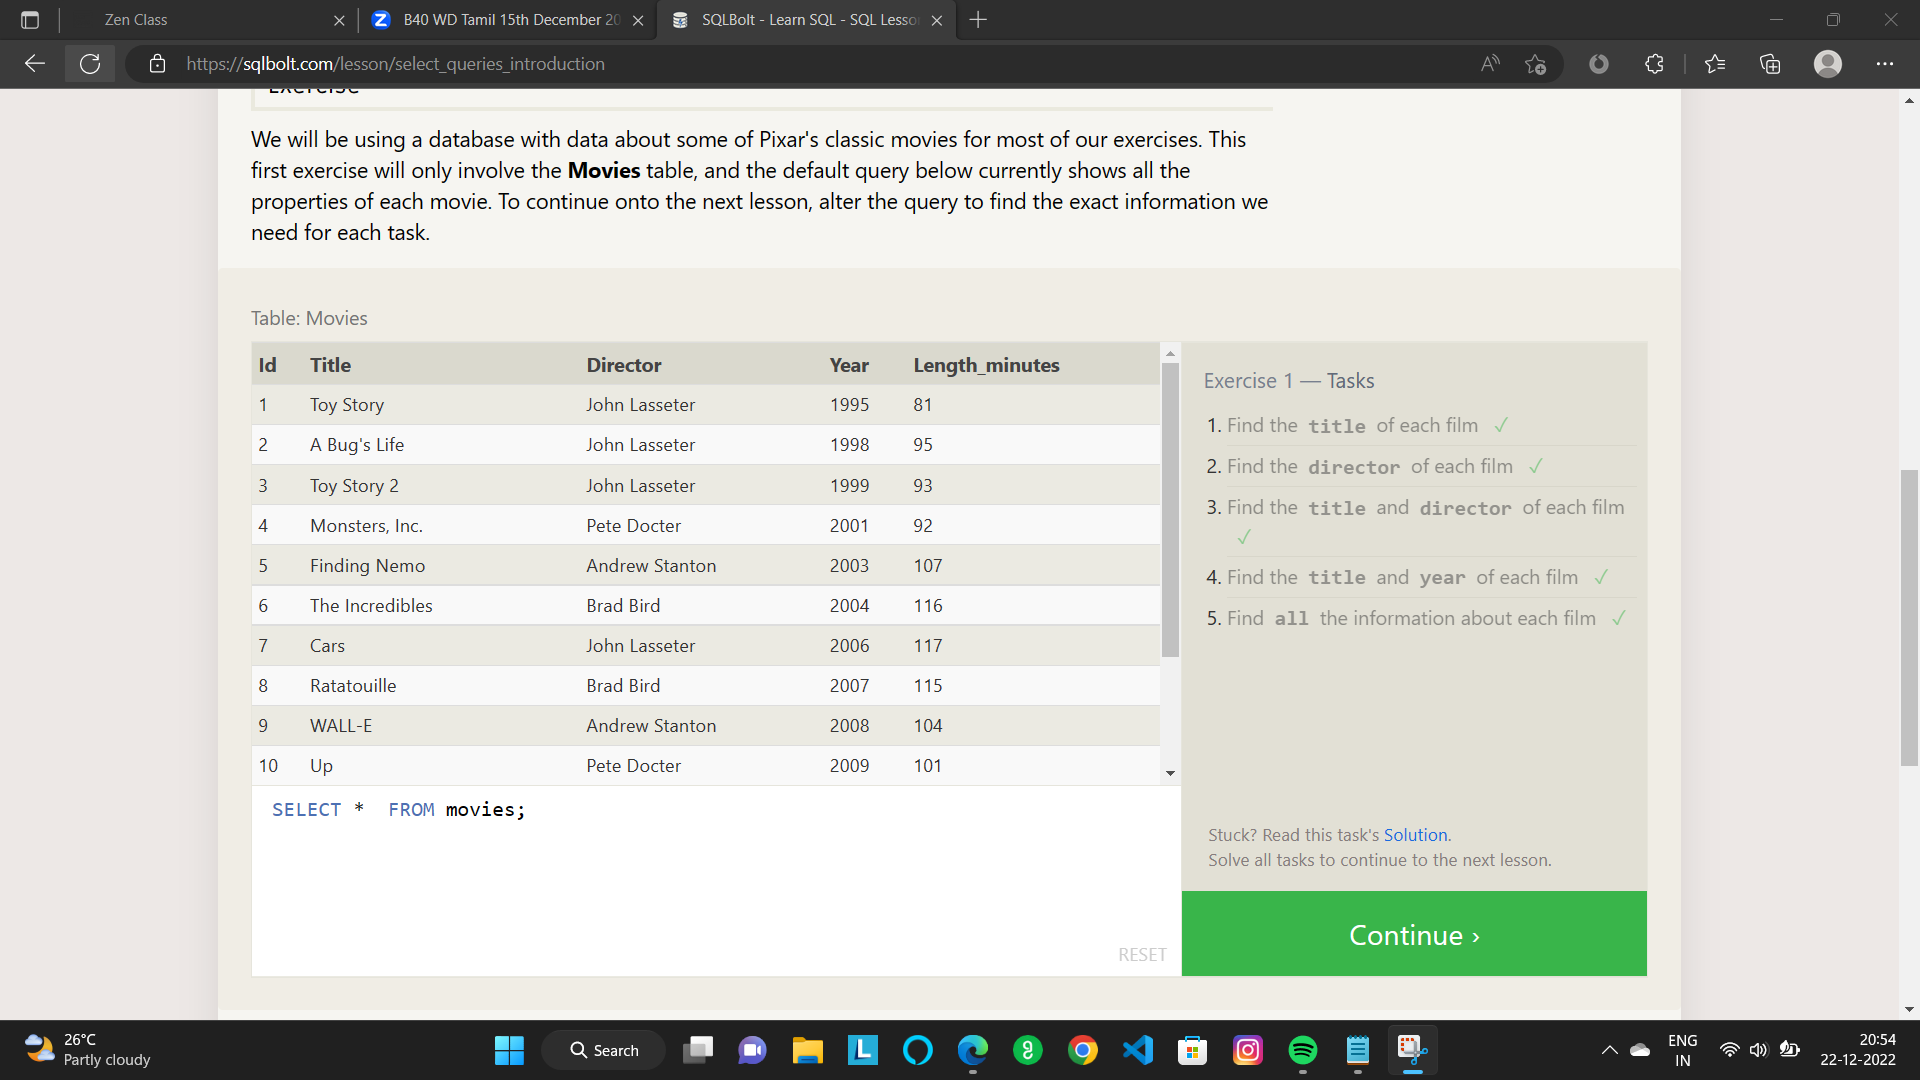 Zen Class
B40 WD Tamil 15th December 20
SQLBolt - Learn SQL - SQL Lesso
https://sqlbolt.com/lesson/select_queries_introduction
Exercise
We will be using a database with data about some of Pixar's classic movies for most of our exercises. This
first exercise will only involve the Movies table, and the default query below currently shows all the
properties of each movie. To continue onto the next lesson, alter the query to find the exact information we
need for each task.
Table: Movies
Id Title Director Year Length_minutes
1 Toy Story John Lasseter 1995 81
2 A Bug's Life John Lasseter 1998 95
3 Toy Story 2 John Lasseter 1999 93
4 Monsters, Inc. Pete Docter 2001 92
5 Finding Nemo Andrew Stanton 2003 107
6 The Incredibles Brad Bird 2004 116
7 Cars John Lasseter 2006 117
8 Ratatouille Brad Bird 2007 115
9 WALL-E Andrew Stanton 2008 104
10 Up Pete Docter 2009 101
SELECT *  FROM movies;
RESET
Exercise 1 — Tasks
1. Find the title of each film ✓
2. Find the director of each film ✓
3. Find the title and director of each film
✓
4. Find the title and year of each film ✓
5. Find all the information about each film ✓
Stuck? Read this task's Solution.
Solve all tasks to continue to the next lesson.
Continue ›
26°C
Partly cloudy
Search
ENG
IN
20:54
22-12-2022